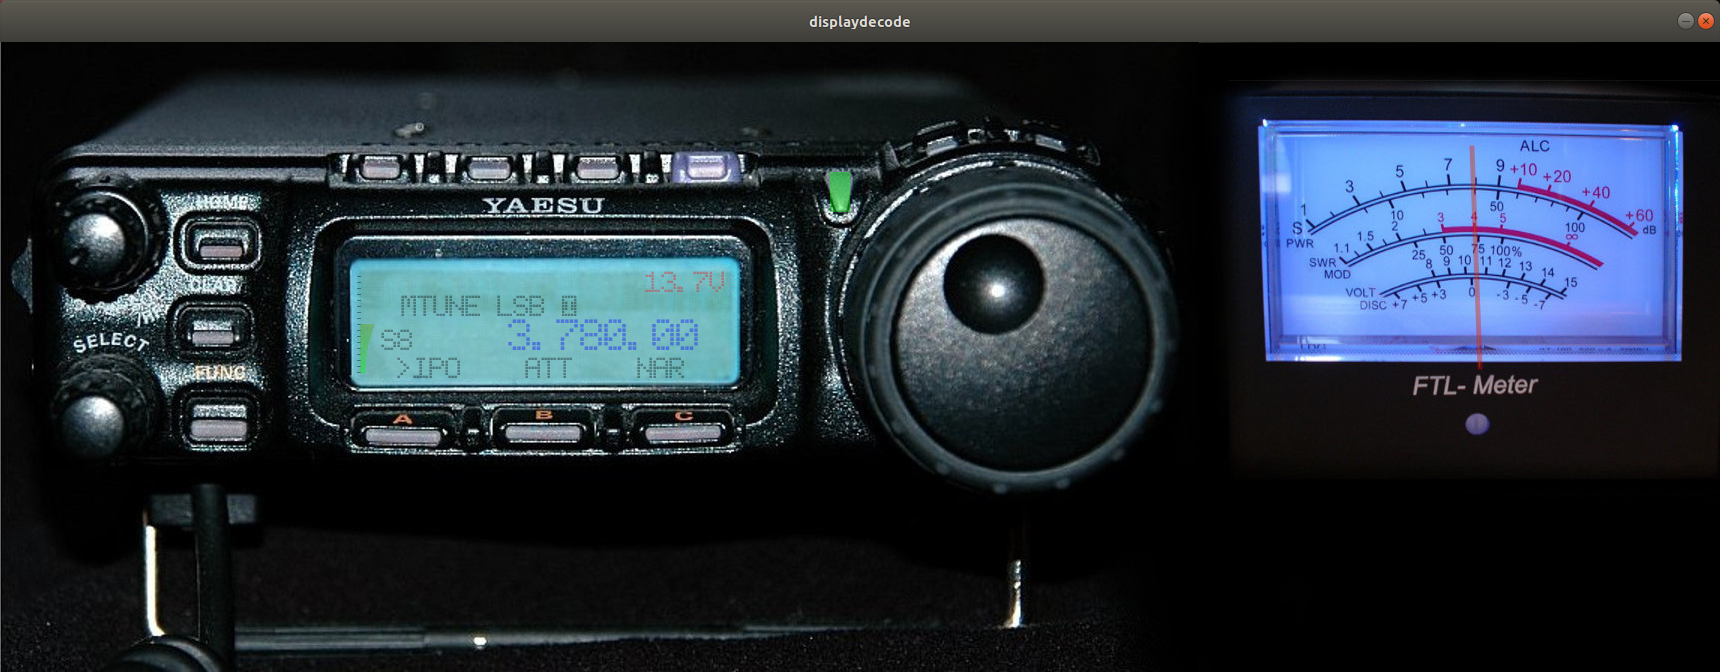 displaydecode
YAESU
HOME
CLAR
SELECT
FUNC
13.7V
MTUNE LSB
S8 3.780.00
>IPO ATT NAR
A B C
ALC
S 1 3 5 7 9 +10 +20 +40 +60 dB
PWR 10 50 100
SWR 1.1 1.5 2 3 4 5 ∞
MOD 25 50 75 100%
VOLT 8 9 10 11 12 13 14 15
DISC +7 +5 +3 0 -3 -5 -7
FTL- Meter